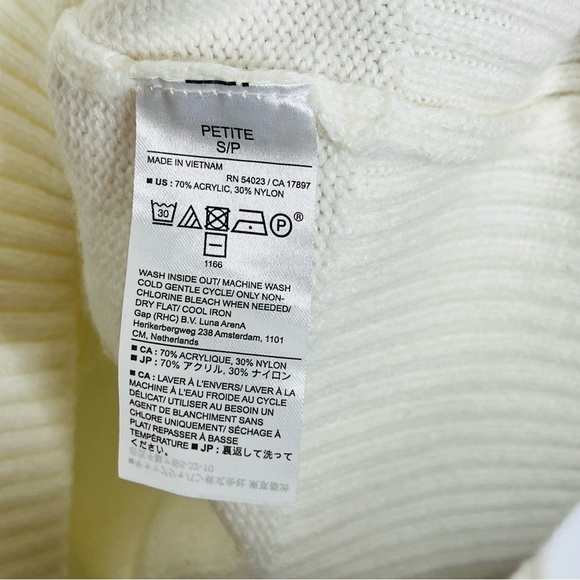 PETITE
S/P
MADE IN VIETNAM
RN 54023 / CA 17897
■ US : 70% ACRYLIC, 30% NYLON
30 P ®
1166
WASH INSIDE OUT/ MACHINE WASH
COLD GENTLE CYCLE/ ONLY NON-
CHLORINE BLEACH WHEN NEEDED/
DRY FLAT/ COOL IRON
Gap (RHC) B.V. Luna ArenA
Herikerbergweg 238 Amsterdam, 1101
CM, Netherlands
■ CA : 70% ACRYLIQUE, 30% NYLON
■ JP : 70% アクリル, 30% ナイロン
■ CA : LAVER À L'ENVERS/ LAVER À LA
MACHINE À L'EAU FROIDE AU CYCLE
DÉLICAT/ UTILISER AU BESOIN UN
AGENT DE BLANCHIMENT SANS
CHLORE UNIQUEMENT/ SÉCHAGE À
PLAT/ REPASSER À BASSE
TEMPÉRATURE ■ JP : 裏返して洗って